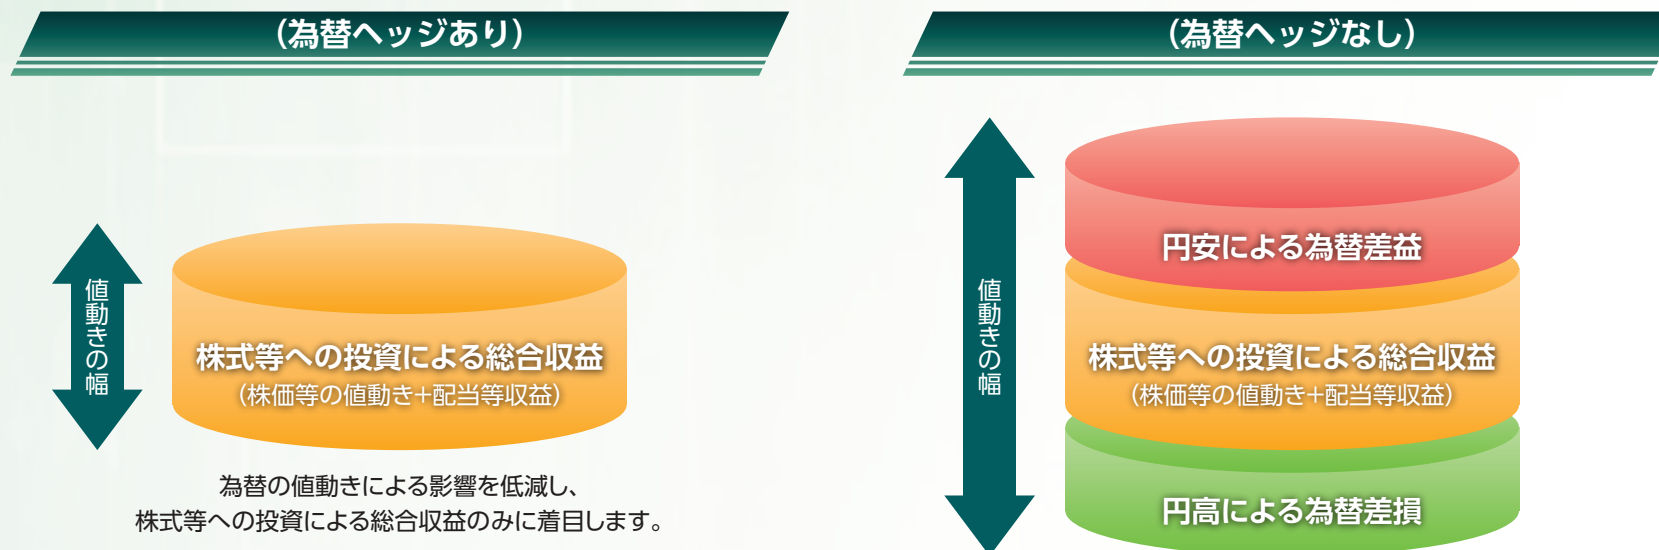 (為替ヘッジあり)
値動きの幅
株式等への投資による総合収益
(株価等の値動き+配当等収益)
為替の値動きによる影響を低減し、
株式等への投資による総合収益のみに着目します。
(為替ヘッジなし)
値動きの幅
円安による為替差益
株式等への投資による総合収益
(株価等の値動き+配当等収益)
円高による為替差損